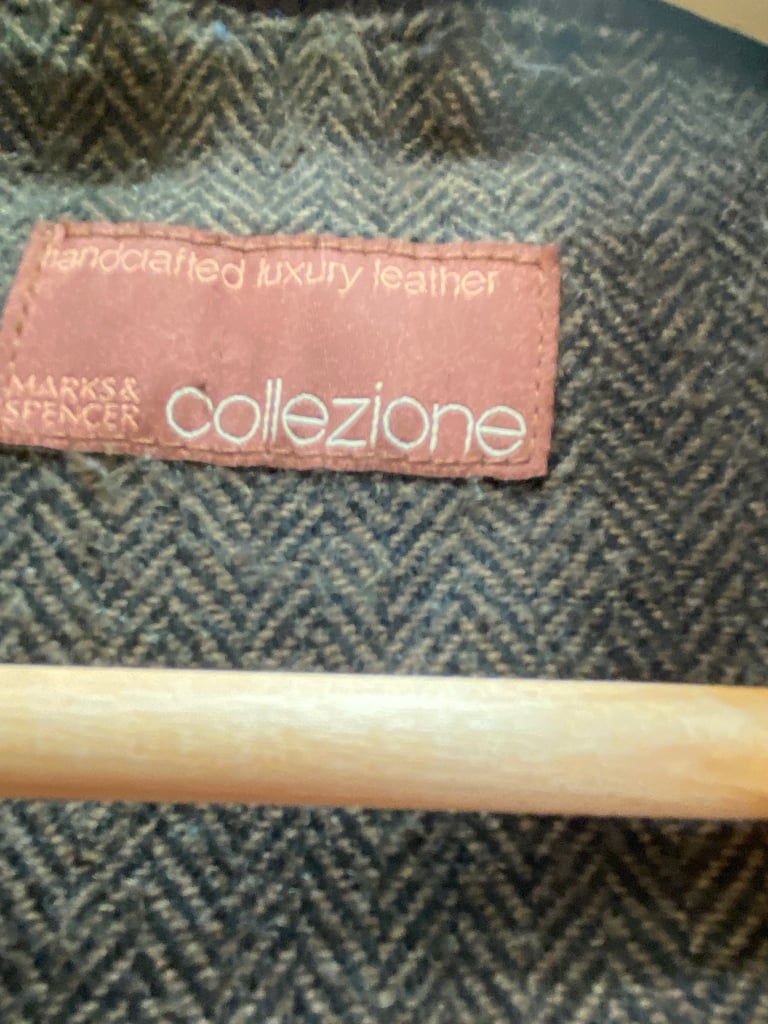 handcrafted luxury leather
MARKS &
SPENCER
collezione